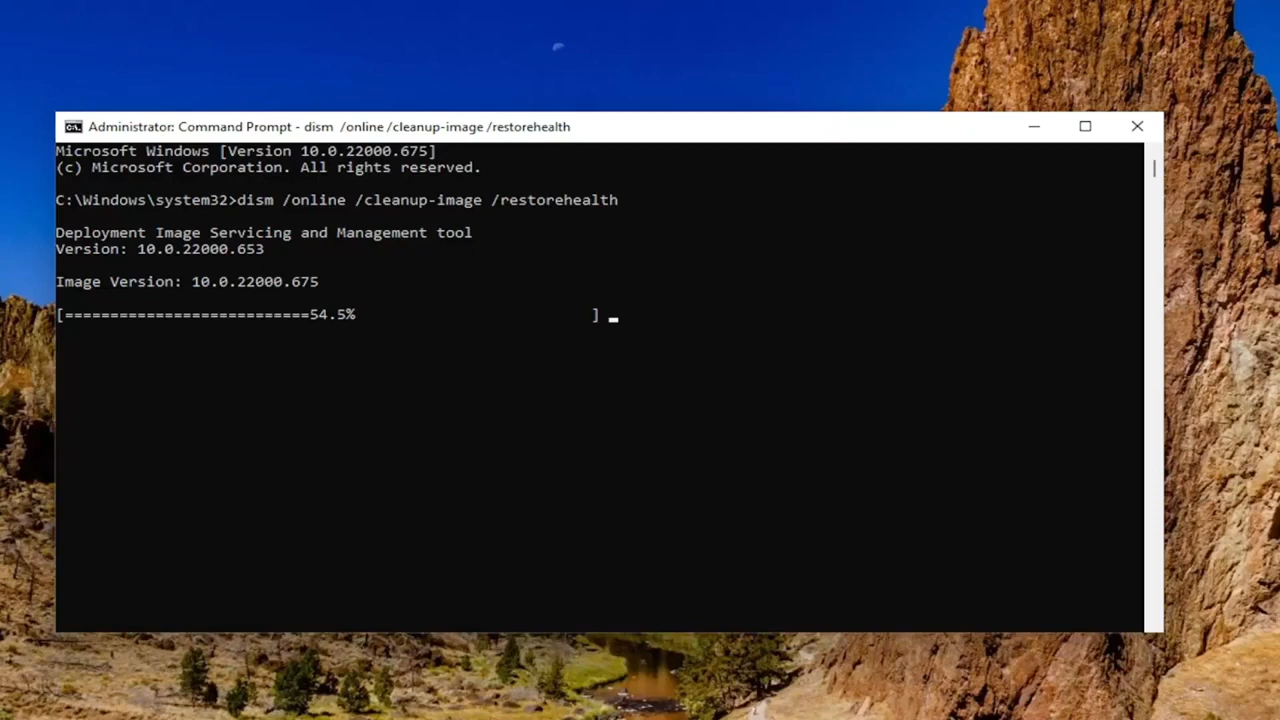 Administrator: Command Prompt - dism  /online /cleanup-image /restorehealth
Microsoft Windows [Version 10.0.22000.675]
(c) Microsoft Corporation. All rights reserved.
C:\Windows\system32>dism /online /cleanup-image /restorehealth
Deployment Image Servicing and Management tool
Version: 10.0.22000.653
Image Version: 10.0.22000.675
[===========================54.5%                          ]